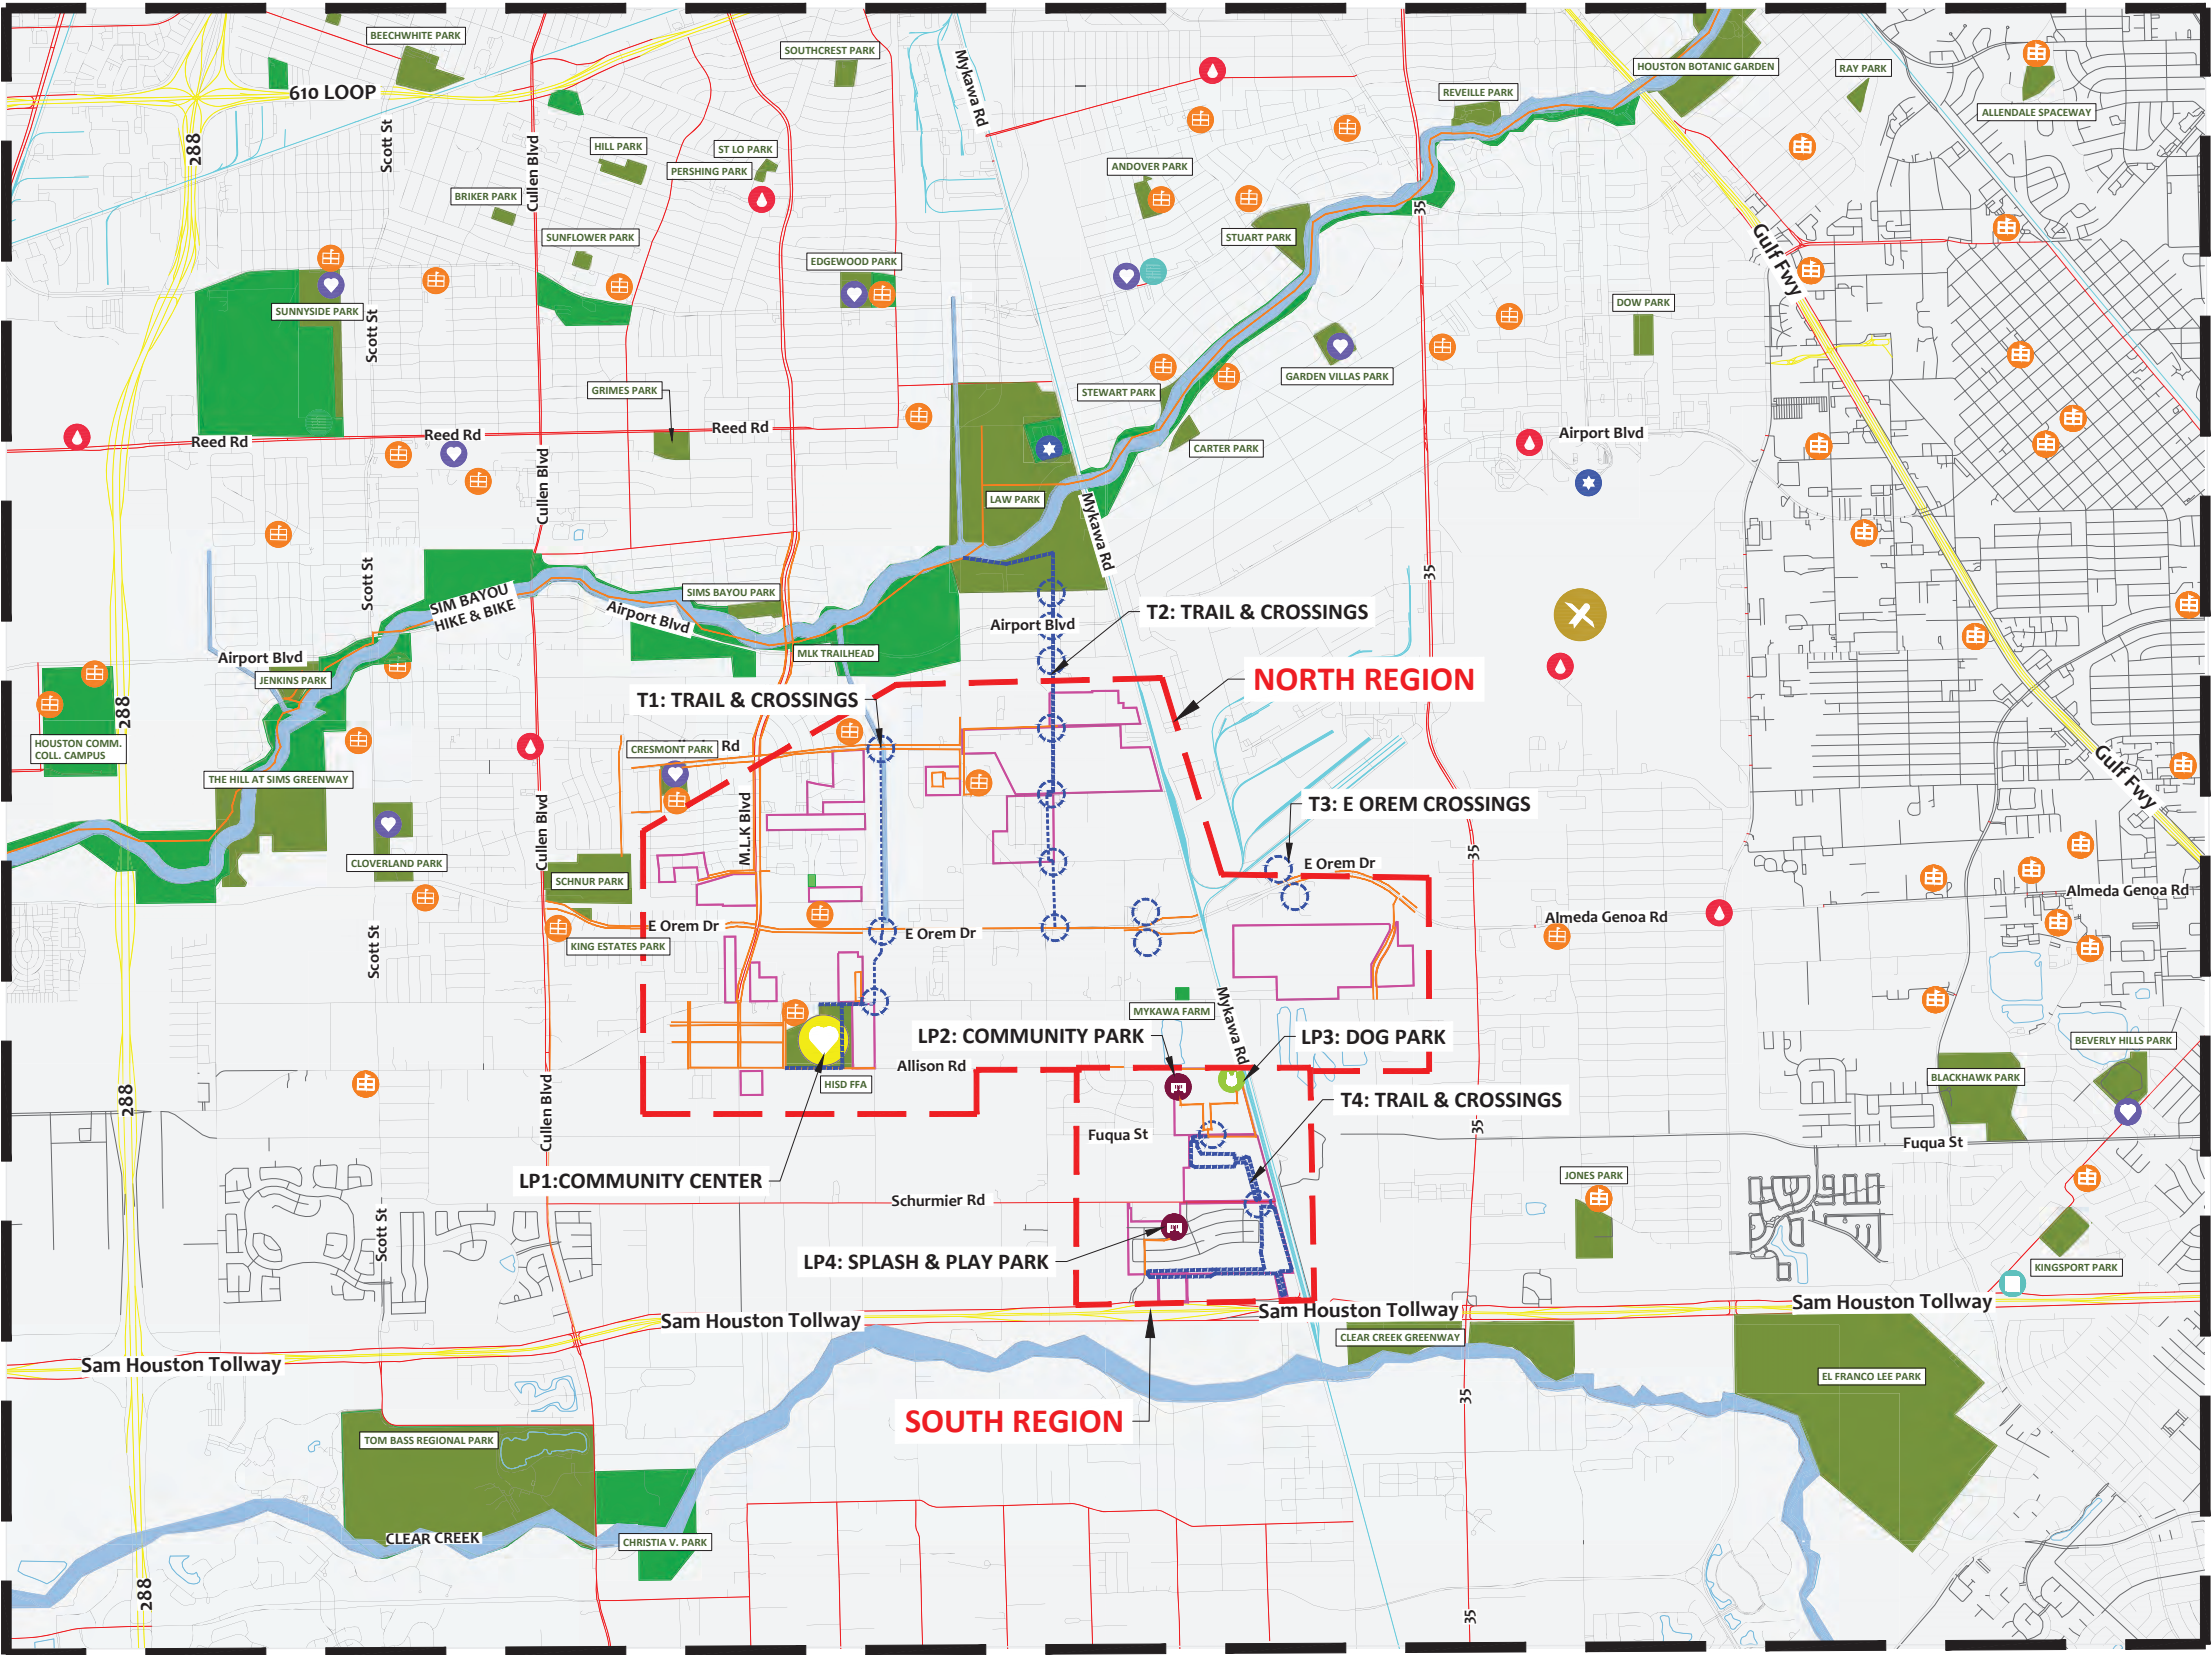 BEECHWHITE PARK
SOUTHCREST PARK
Mykawa Rd
HOUSTON BOTANIC GARDEN
RAY PARK
610 LOOP
REVEILLE PARK
ALLENDALE SPACEWAY
288
Scott St
Cullen Blvd
HILL PARK
ST LO PARK
PERSHING PARK
ANDOVER PARK
BRIKER PARK
35
SUNFLOWER PARK
STUART PARK
EDGEWOOD PARK
Gulf Fwy
SUNNYSIDE PARK
Scott St
DOW PARK
GRIMES PARK
STEWART PARK
GARDEN VILLAS PARK
Reed Rd
Reed Rd
Reed Rd
Airport Blvd
CARTER PARK
Cullen Blvd
LAW PARK
Mykawa Rd
Scott St
35
SIM BAYOU
HIKE & BIKE
SIMS BAYOU PARK
Airport Blvd
Airport Blvd
T2: TRAIL & CROSSINGS
Airport Blvd
MLK TRAILHEAD
JENKINS PARK
NORTH REGION
288
T1: TRAIL & CROSSINGS
HOUSTON COMM.
COLL. CAMPUS
CRESMONT PARK
Rd
THE HILL AT SIMS GREENWAY
Gulf Fwy
Cullen Blvd
M.L.K Blvd
T3: E OREM CROSSINGS
CLOVERLAND PARK
35
E Orem Dr
SCHNUR PARK
Almeda Genoa Rd
Almeda Genoa Rd
E Orem Dr
E Orem Dr
KING ESTATES PARK
Scott St
MYKAWA FARM
Mykawa Rd
LP2: COMMUNITY PARK
LP3: DOG PARK
BEVERLY HILLS PARK
Allison Rd
HISD FFA
BLACKHAWK PARK
288
Cullen Blvd
T4: TRAIL & CROSSINGS
35
Fuqua St
Fuqua St
LP1:COMMUNITY CENTER
JONES PARK
Schurmier Rd
Scott St
LP4: SPLASH & PLAY PARK
KINGSPORT PARK
Sam Houston Tollway
Sam Houston Tollway
Sam Houston Tollway
CLEAR CREEK GREENWAY
Sam Houston Tollway
EL FRANCO LEE PARK
35
SOUTH REGION
TOM BASS REGIONAL PARK
CLEAR CREEK
CHRISTIA V. PARK
288
35